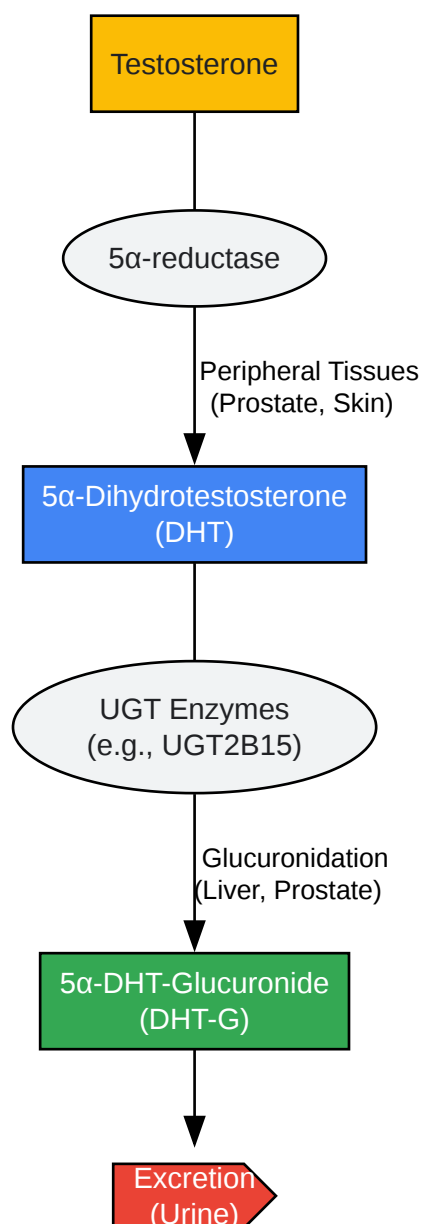 Testosterone
5α-reductase
Peripheral Tissues
(Prostate, Skin)
5α-Dihydrotestosterone
(DHT)
UGT Enzymes
(e.g., UGT2B15)
Glucuronidation
(Liver, Prostate)
5α-DHT-Glucuronide
(DHT-G)
Excretion
(Urine)